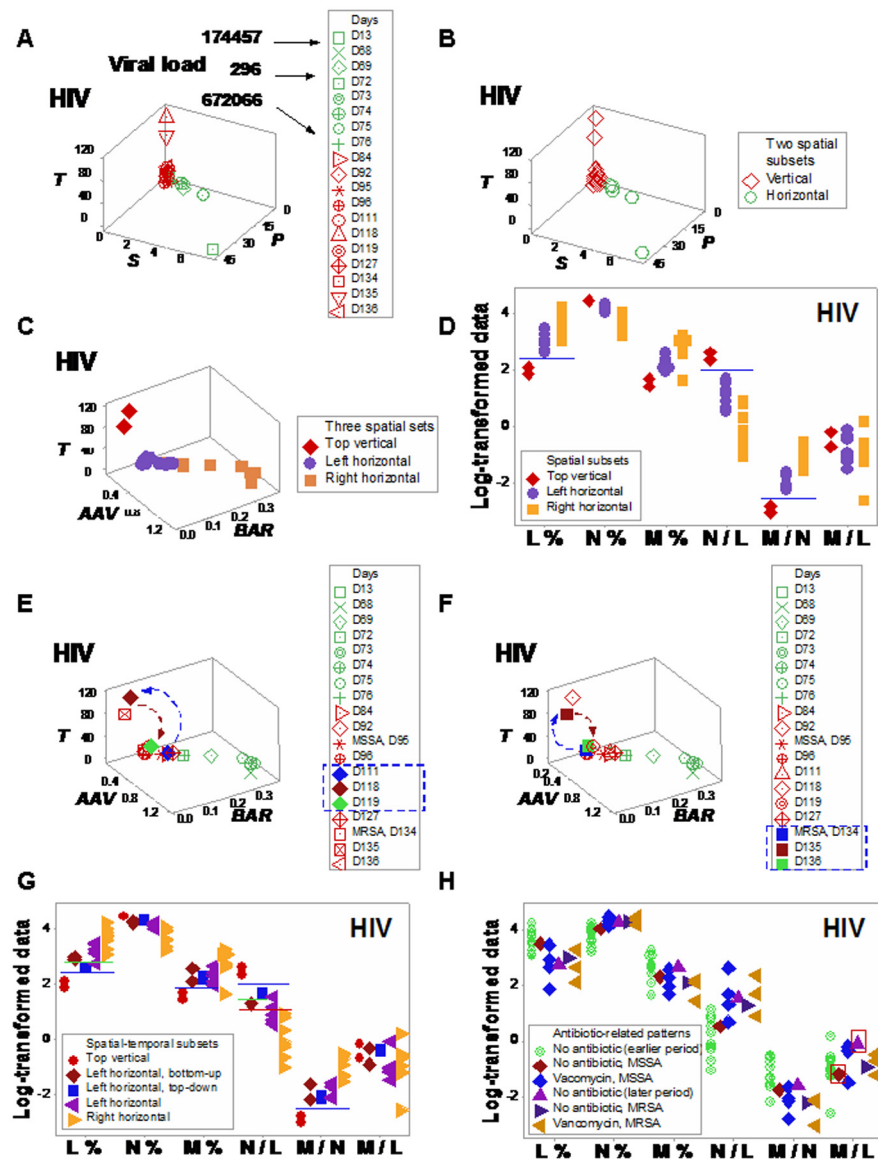 A
174457
Viral load 296
672066
HIV
T
120
80
40
0
0
2
4
6
S
45
30
15
0
P
Days
D13
D68
D69
D72
D73
D74
D75
D76
D84
D92
D95
D96
D111
D118
D119
D127
D134
D135
D136
B
HIV
T
120
80
40
0
0
2
4
6
S
45
30
15
0
P
Two spatial
subsets
Vertical
Horizontal
C
HIV
T
120
80
40
0
0.4
0.8
1.2
AAV
0.0
0.1
0.2
0.3
BAR
Three spatial sets
Top vertical
Left horizontal
Right horizontal
D
HIV
Log-transformed data
4
2
0
-2
Spatial subsets
Top vertical
Left horizontal
Right horizontal
L % N % M % N / L M / N M / L
E
HIV
T
120
80
40
0
0.4
0.8
1.2
AAV
0.0
0.1
0.2
0.3
BAR
Days
D13
D68
D69
D72
D73
D74
D75
D76
D84
D92
MSSA, D95
D96
D111
D118
D119
D127
MRSA, D134
D135
D136
F
HIV
T
120
80
40
0
0.2
0.4
0.8
1.2
AAV
0.0
0.1
0.2
0.3
BAR
Days
D13
D68
D69
D72
D73
D74
D75
D76
D84
D92
MSSA, D95
D96
D111
D118
D119
D127
MRSA, D134
D135
D136
G
HIV
Log-transformed data
4
2
0
-2
Spatial-temporal subsets
Top vertical
Left horizontal, bottom-up
Left horizontal, top-down
Left horizontal
Right horizontal
L % N % M % N / L M / N M / L
H
HIV
Log-transformed data
4
2
0
-2
Antibiotic-related patterns
No antibiotic (earlier period)
No antibiotic, MSSA
Vacomycin, MSSA
No antibiotic (later period)
No antibiotic, MRSA
Vancomycin, MRSA
L % N % M % N / L M / N M / L